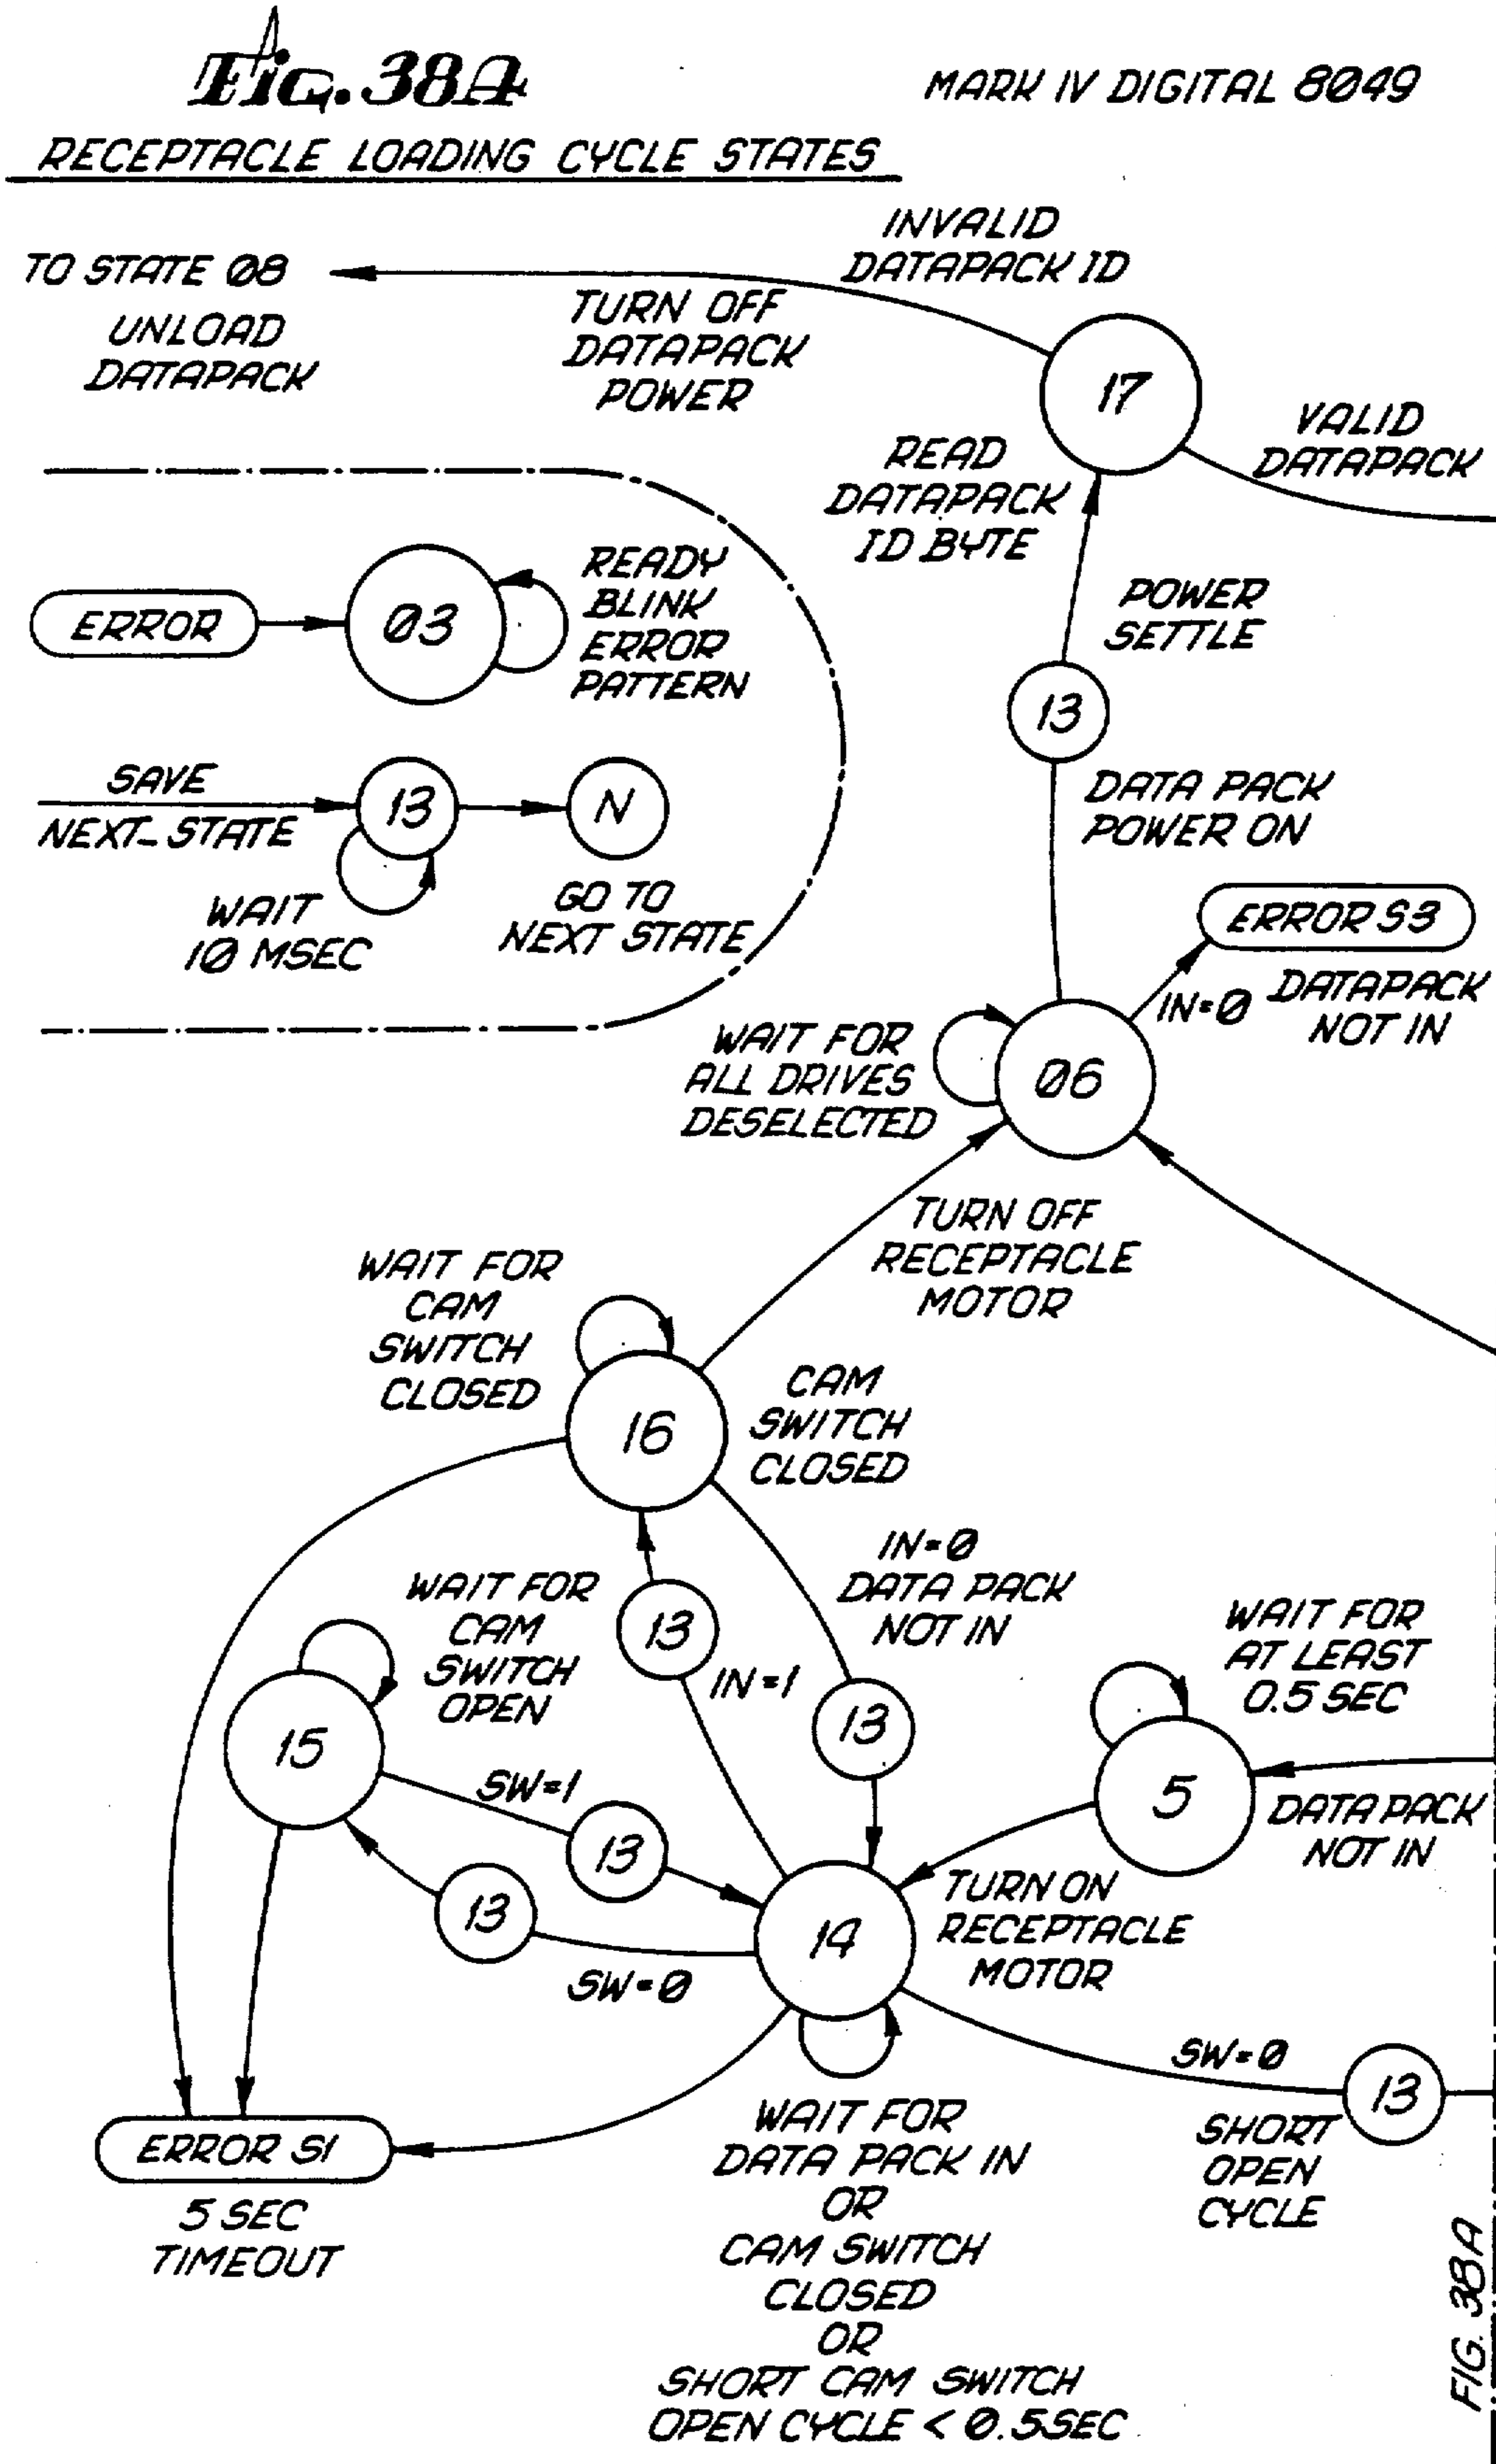 Fig. 38A
MARK IV DIGITAL 8049
RECEPTACLE LOADING CYCLE STATES
INVALID
DATAPACK ID
TO STATE 08
UNLOAD
DATAPACK
TURN OFF
DATAPACK
POWER
17
VALID
DATAPACK
READ
DATAPACK
ID BYTE
ERROR
03
READY
BLINK
ERROR
PATTERN
POWER
SETTLE
13
SAVE
NEXT_STATE
13
N
WAIT
10 MSEC
GO TO
NEXT STATE
DATA PACK
POWER ON
ERROR S3
IN=0
DATAPACK
NOT IN
WAIT FOR
ALL DRIVES
DESELECTED
06
TURN OFF
RECEPTACLE
MOTOR
WAIT FOR
CAM
SWITCH
CLOSED
16
CAM
SWITCH
CLOSED
IN=0
DATA PACK
NOT IN
WAIT FOR
CAM
SWITCH
OPEN
13
IN=1
13
WAIT FOR
AT LEAST
0.5 SEC
15
SW=1
13
5
DATA PACK
NOT IN
13
SW=0
14
TURN ON
RECEPTACLE
MOTOR
SW=0
13
SHORT
OPEN
CYCLE
ERROR S1
5 SEC
TIMEOUT
WAIT FOR
DATA PACK IN
OR
CAM SWITCH
CLOSED
OR
SHORT CAM SWITCH
OPEN CYCLE < 0.5SEC
FIG. 38A